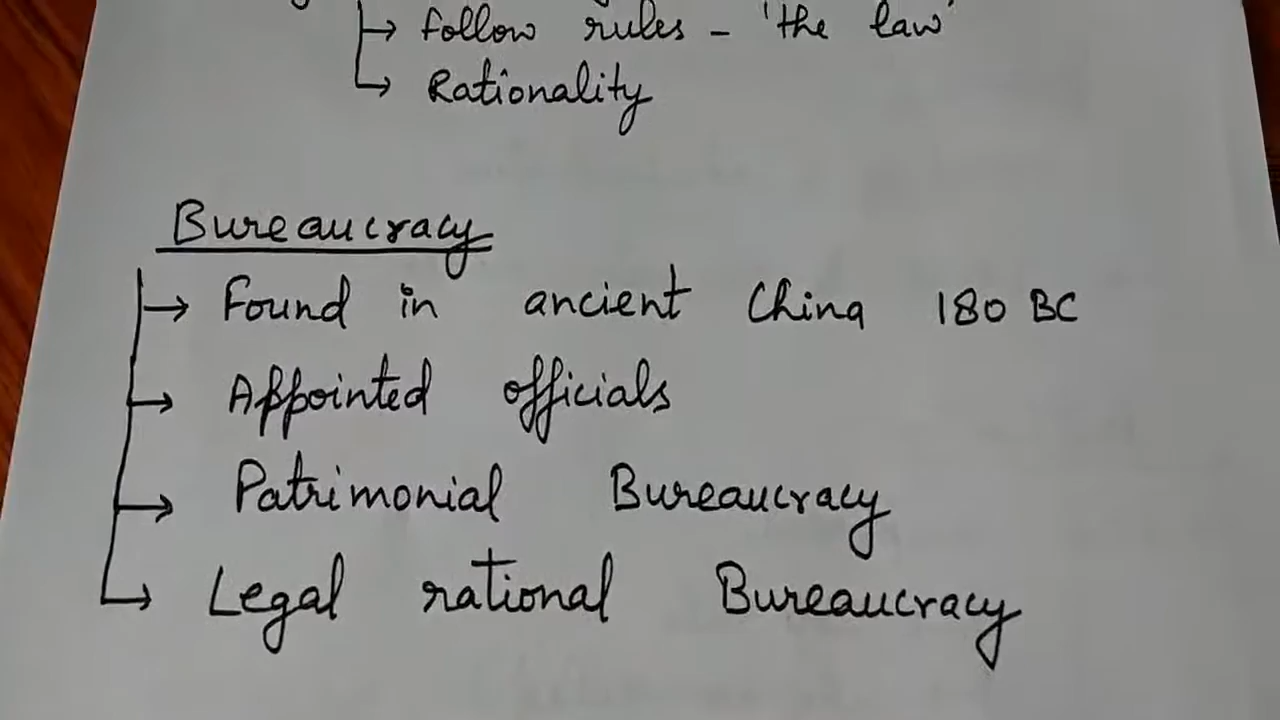 → follow rules - 'the law'
→ Rationality
Bureaucracy
→ Found in ancient China 180 BC
→ Appointed officials
→ Patrimonial Bureaucracy
→ Legal rational Bureaucracy